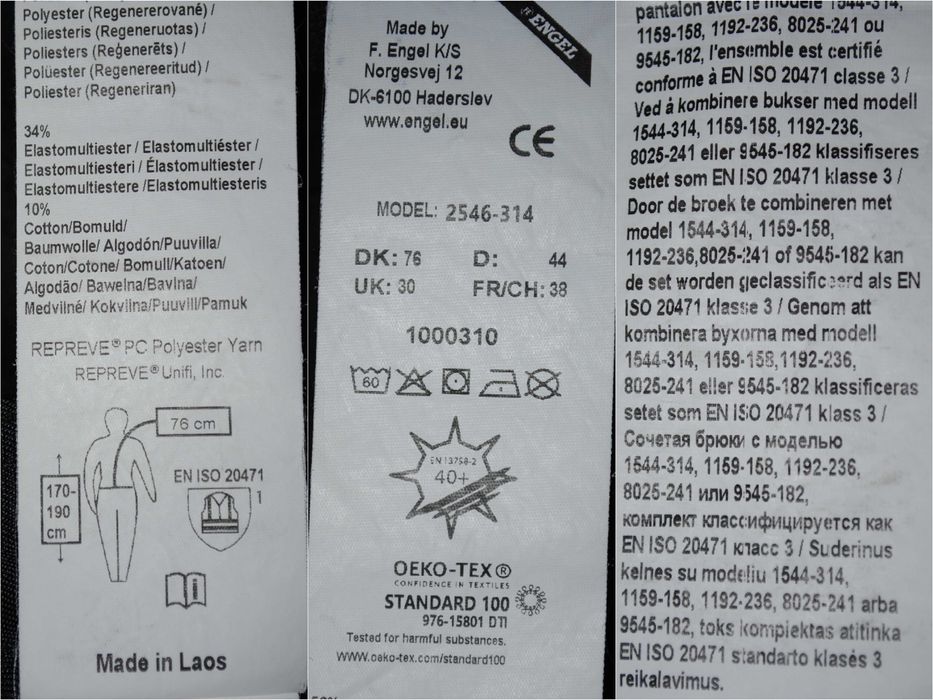 Polyester (Regenererované) /
Poliesteris (Regeneruotas) /
Poliesters (Reģenerēts) /
Polüester (Regenereeritud) /
Poliester (Regeneriran)
34%
Elastomultiester / Elastomultiéster /
Elastomultiesteri / Élastomultiester /
Elastomultiestere /Elastomultiesteris
10%
Cotton/Bomuld/
Baumwolle/ Algodón/Puuvilla/
Coton/Cotone/ Bomull/Katoen/
Algodão/ Bawełna/Bavlna/
Medvilné/ Kokvilna/Puuvill/Pamuk
REPREVE® PC Polyester Yarn
REPREVE® Unifi, Inc.
76 cm
170-
190
cm
EN ISO 20471
1
Made in Laos
ENGEL
Made by
F. Engel K/S
Norgesvej 12
DK-6100 Haderslev
www.engel.eu
CE
MODEL: 2546-314
DK: 76 D: 44
UK: 30 FR/CH: 38
1000310
60
EN 13758-2
40+
OEKO-TEX®
CONFIDENCE IN TEXTILES
STANDARD 100
976-15801 DTI
Tested for harmful substances.
www.oeko-tex.com/standard100
pantalon avec le modèle 1544-314,
1159-158, 1192-236, 8025-241 ou
9545-182, l'ensemble est certifié
conforme à EN ISO 20471 classe 3 /
Ved å kombinere bukser med modell
1544-314, 1159-158, 1192-236,
8025-241 eller 9545-182 klassifiseres
settet som EN ISO 20471 klasse 3 /
Door de broek te combineren met
model 1544-314, 1159-158,
1192-236,8025-241 of 9545-182 kan
de set worden geclassificeerd als EN
ISO 20471 klasse 3 / Genom att
kombinera byxorna med modell
1544-314, 1159-158,1192-236,
8025-241 eller 9545-182 klassificeras
setet som EN ISO 20471 klass 3 /
Сочетая брюки с моделью
1544-314, 1159-158, 1192-236,
8025-241 или 9545-182,
комплект классифицируется как
EN ISO 20471 класс 3 / Suderinus
kelnes su modeliu 1544-314,
1159-158, 1192-236, 8025-241 arba
9545-182, toks komplektas atitinka
EN ISO 20471 standarto klasės 3
reikalavimus.